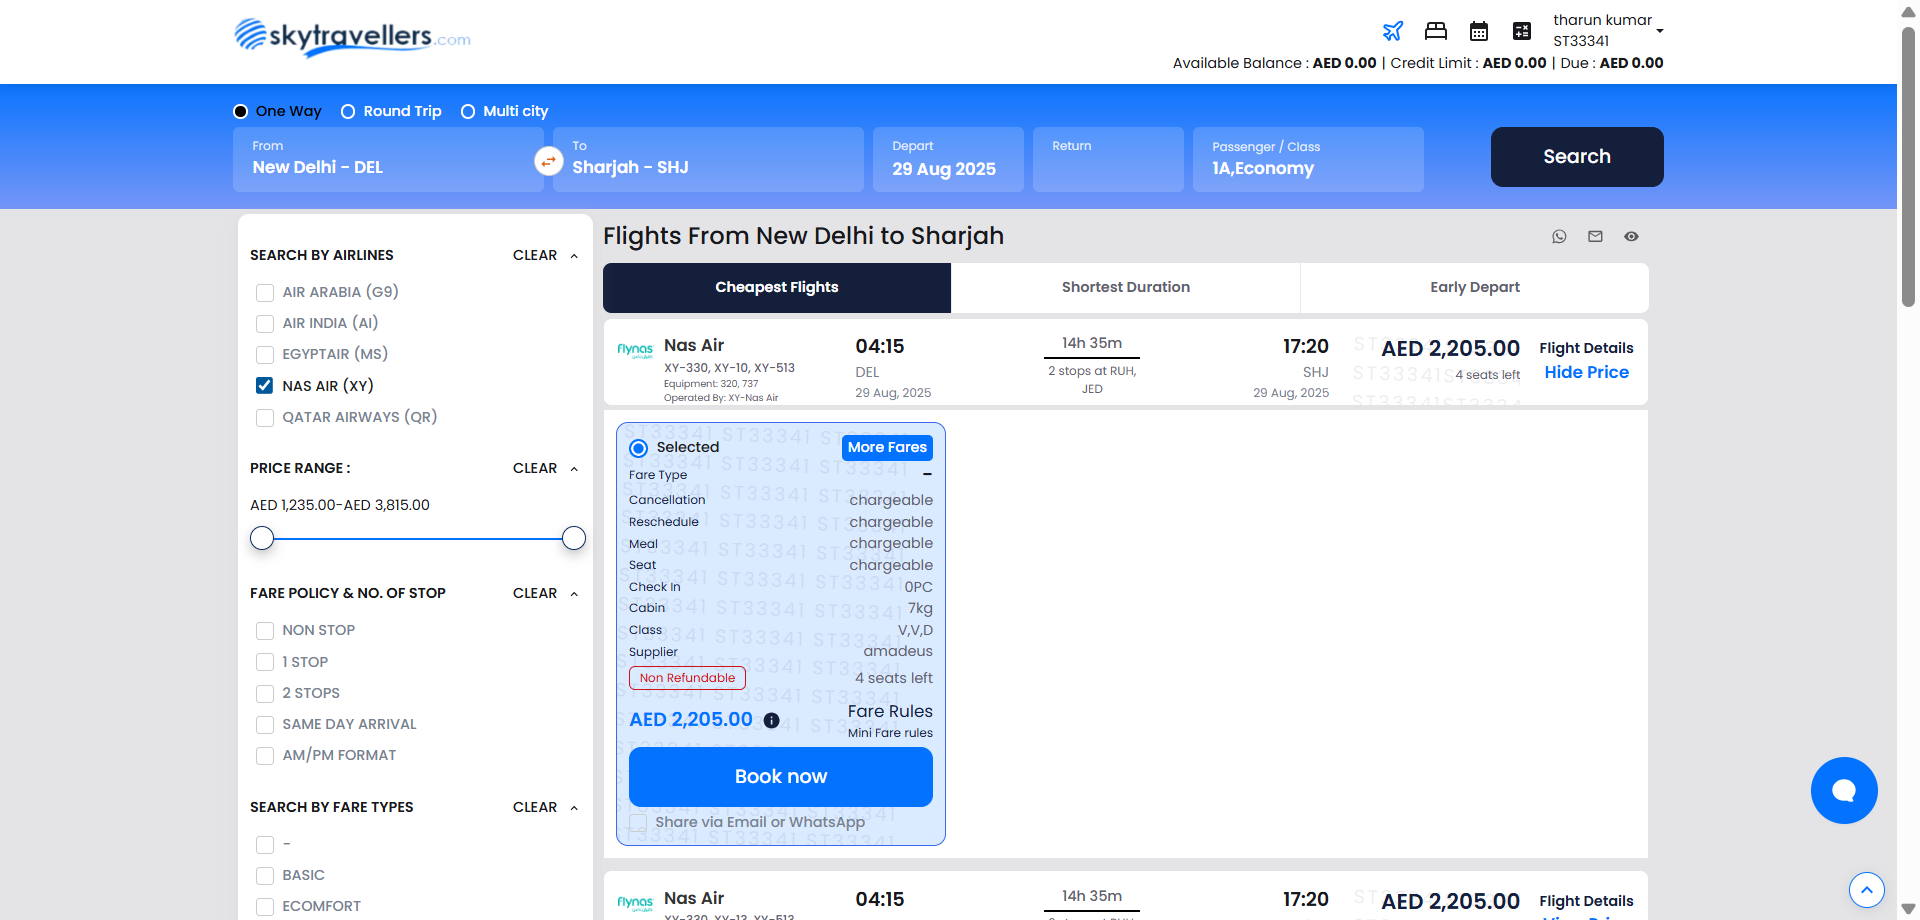 skytravellers.com
tharun kumar
ST33341
Available Balance : AED 0.00 | Credit Limit : AED 0.00 | Due : AED 0.00
One Way Round Trip Multi city
From
New Delhi - DEL
To
Sharjah - SHJ
Depart
29 Aug 2025
Return
Passenger / Class
1A,Economy
Search
SEARCH BY AIRLINES CLEAR
AIR ARABIA (G9)
AIR INDIA (AI)
EGYPTAIR (MS)
NAS AIR (XY)
QATAR AIRWAYS (QR)
PRICE RANGE : CLEAR
AED 1,235.00-AED 3,815.00
FARE POLICY & NO. OF STOP CLEAR
NON STOP
1 STOP
2 STOPS
SAME DAY ARRIVAL
AM/PM FORMAT
SEARCH BY FARE TYPES CLEAR
-
BASIC
ECOMFORT
Flights From New Delhi to Sharjah
Cheapest Flights Shortest Duration Early Depart
flynas
Nas Air
XY-330, XY-10, XY-513
Equipment: 320, 737
Operated By: XY-Nas Air
04:15
DEL
29 Aug, 2025
14h 35m
2 stops at RUH,
JED
17:20
SHJ
29 Aug, 2025
AED 2,205.00
4 seats left
Flight Details
Hide Price
Selected More Fares
Fare Type -
Cancellation chargeable
Reschedule chargeable
Meal chargeable
Seat chargeable
Check In 0PC
Cabin 7kg
Class V,V,D
Supplier amadeus
Non Refundable 4 seats left
AED 2,205.00 Fare Rules
Mini Fare rules
Book now
Share via Email or WhatsApp
flynas
Nas Air
XY-330, XY-13, XY-513
04:15
14h 35m
17:20
AED 2,205.00
Flight Details